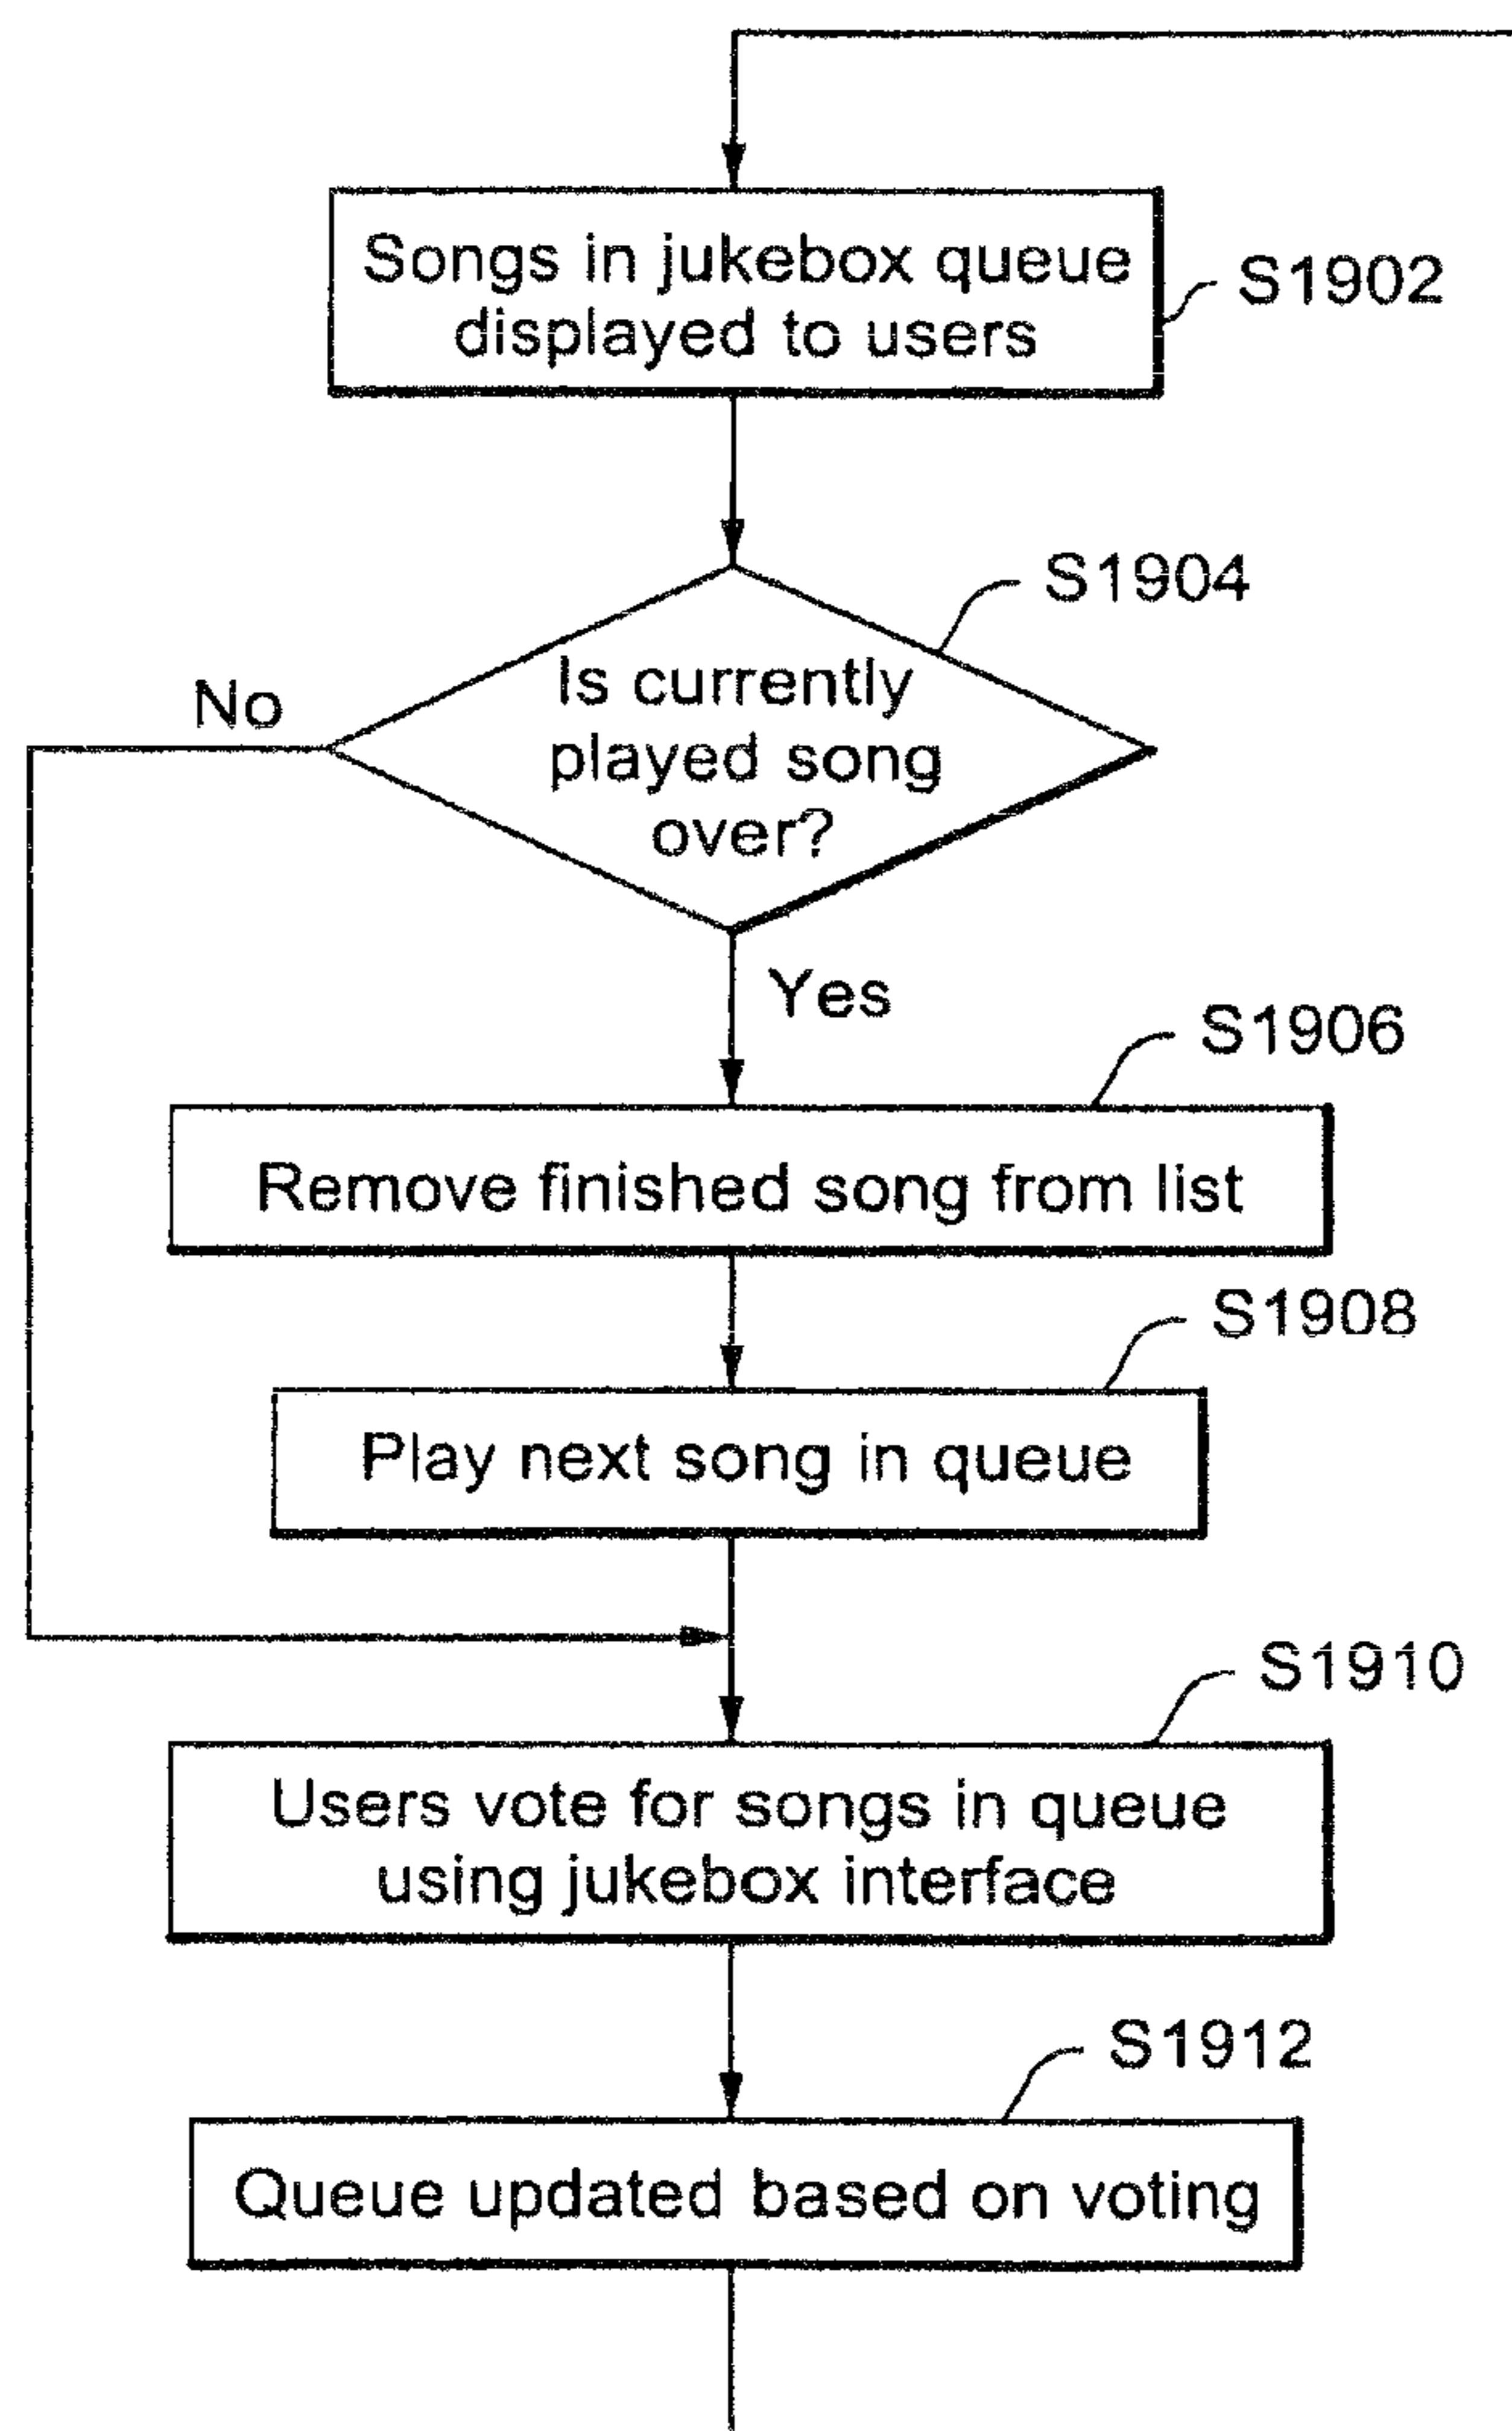 Songs in jukebox queue
displayed to users
S1902
S1904
Is currently
played song
over?
No
Yes
S1906
Remove finished song from list
S1908
Play next song in queue
S1910
Users vote for songs in queue
using jukebox interface
S1912
Queue updated based on voting